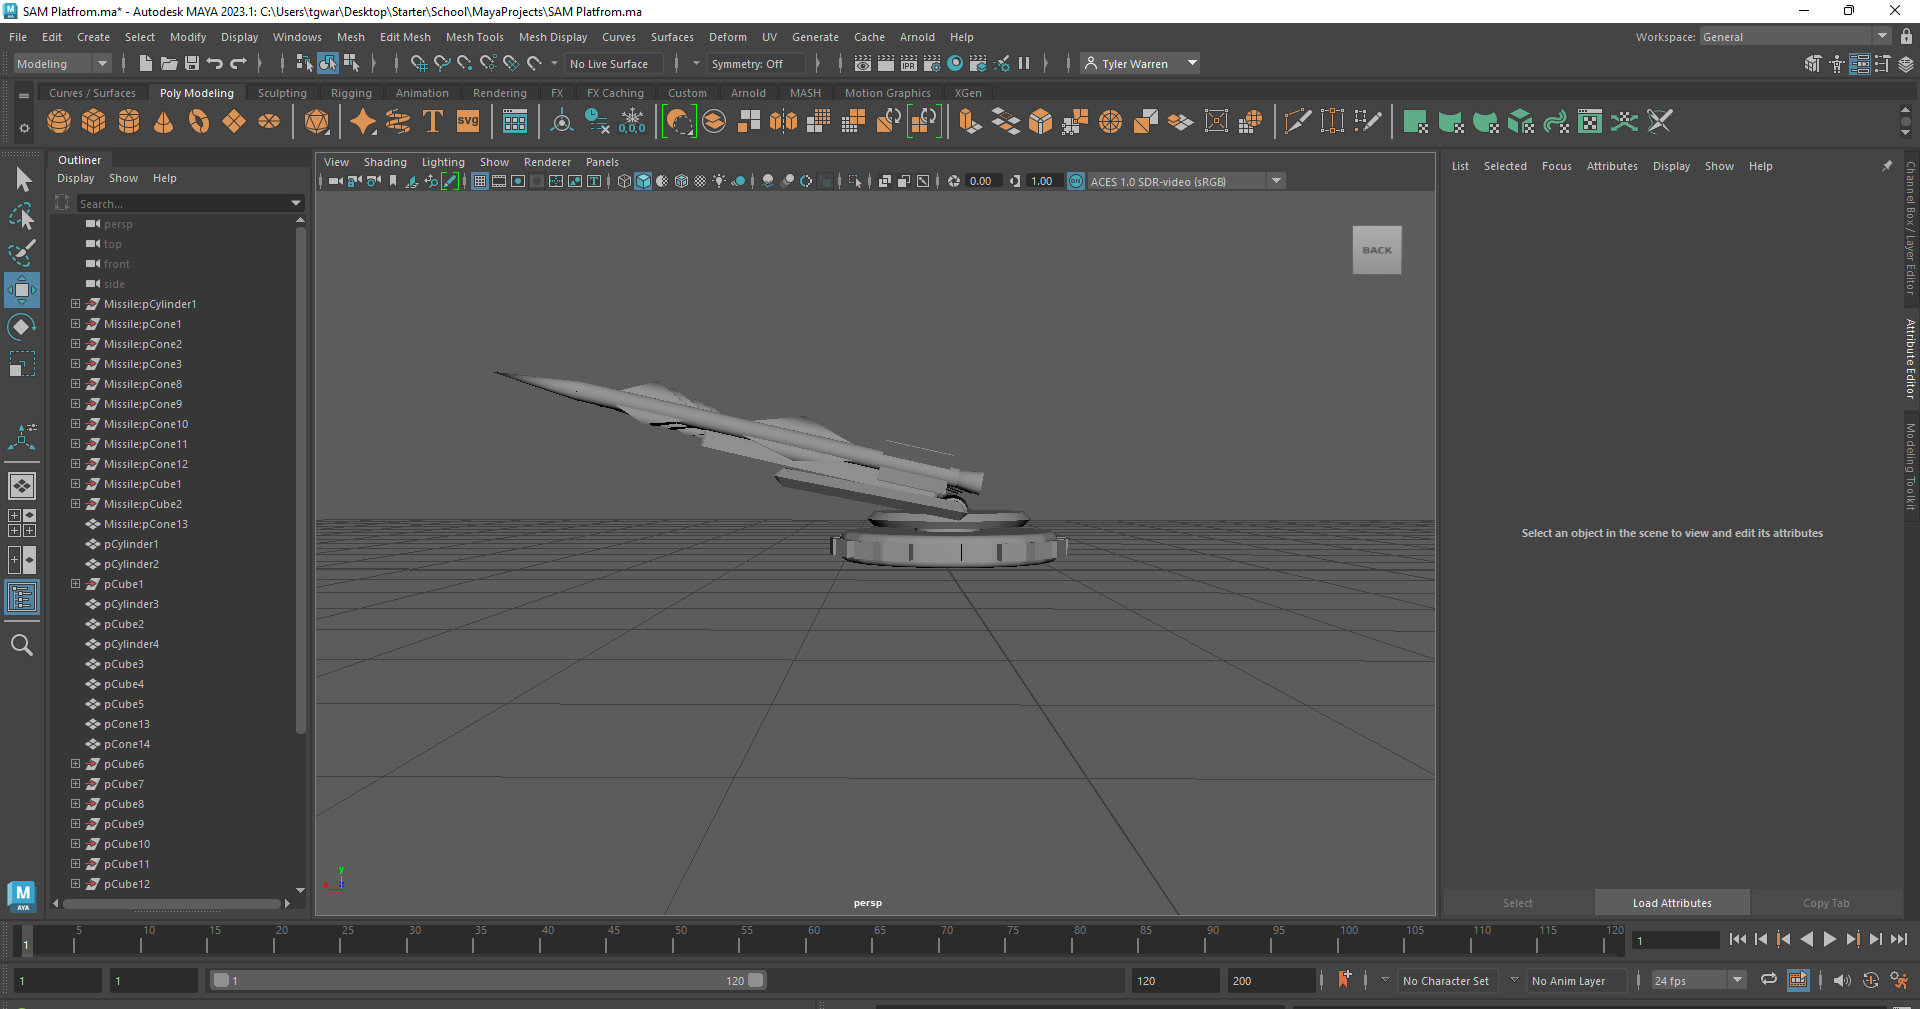 SAM Platfrom.ma* - Autodesk MAYA 2023.1: C:\Users\tgwar\Desktop\Starter\School\MayaProjects\SAM Platfrom.ma
File Edit Create Select Modify Display Windows Mesh Edit Mesh Mesh Tools Mesh Display Curves Surfaces Deform UV Generate Cache Arnold Help Workspace: General
Modeling No Live Surface Symmetry: Off IPR Tyler Warren
Curves / Surfaces Poly Modeling Sculpting Rigging Animation Rendering FX FX Caching Custom Arnold MASH Motion Graphics XGen
T SVG 0,0,0
Outliner
Display Show Help
Search...
persp
top
front
side
Missile:pCylinder1
Missile:pCone1
Missile:pCone2
Missile:pCone3
Missile:pCone8
Missile:pCone9
Missile:pCone10
Missile:pCone11
Missile:pCone12
Missile:pCube1
Missile:pCube2
Missile:pCone13
pCylinder1
pCylinder2
pCube1
pCylinder3
pCube2
pCylinder4
pCube3
pCube4
pCube5
pCone13
pCone14
pCube6
pCube7
pCube8
pCube9
pCube10
pCube11
pCube12
View Shading Lighting Show Renderer Panels
0.00 1.00 ON ACES 1.0 SDR-video (sRGB)
BACK
y
x z
persp
List Selected Focus Attributes Display Show Help
Select an object in the scene to view and edit its attributes
Select Load Attributes Copy Tab
Channel Box / Layer Editor
Attribute Editor
Modeling Toolkit
M
AYA
1 5 10 15 20 25 30 35 40 45 50 55 60 65 70 75 80 85 90 95 100 105 110 115 120 1
1 1 1 120 120 200 No Character Set No Anim Layer 24 fps